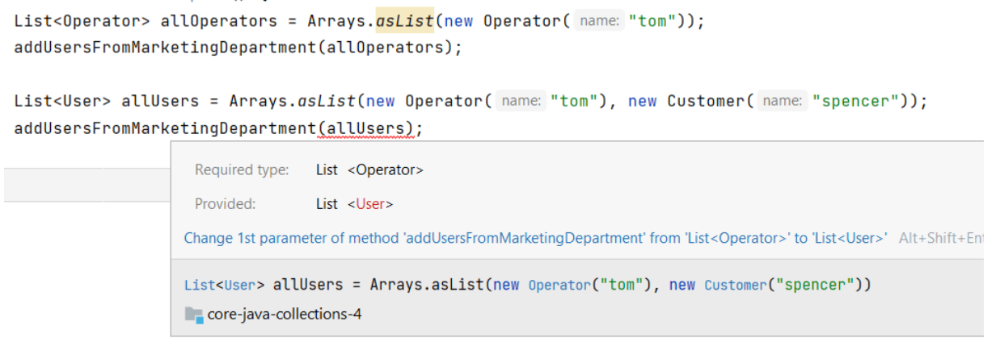 List<Operator> allOperators = Arrays.asList(new Operator( name: "tom"));
addUsersFromMarketingDepartment(allOperators);
List<User> allUsers = Arrays.asList(new Operator( name: "tom"), new Customer( name: "spencer"));
addUsersFromMarketingDepartment(allUsers);
Required type: List <Operator>
Provided: List <User>
Change 1st parameter of method 'addUsersFromMarketingDepartment' from 'List<Operator>' to 'List<User>' Alt+Shift+Ent
List<User> allUsers = Arrays.asList(new Operator("tom"), new Customer("spencer"))
core-java-collections-4